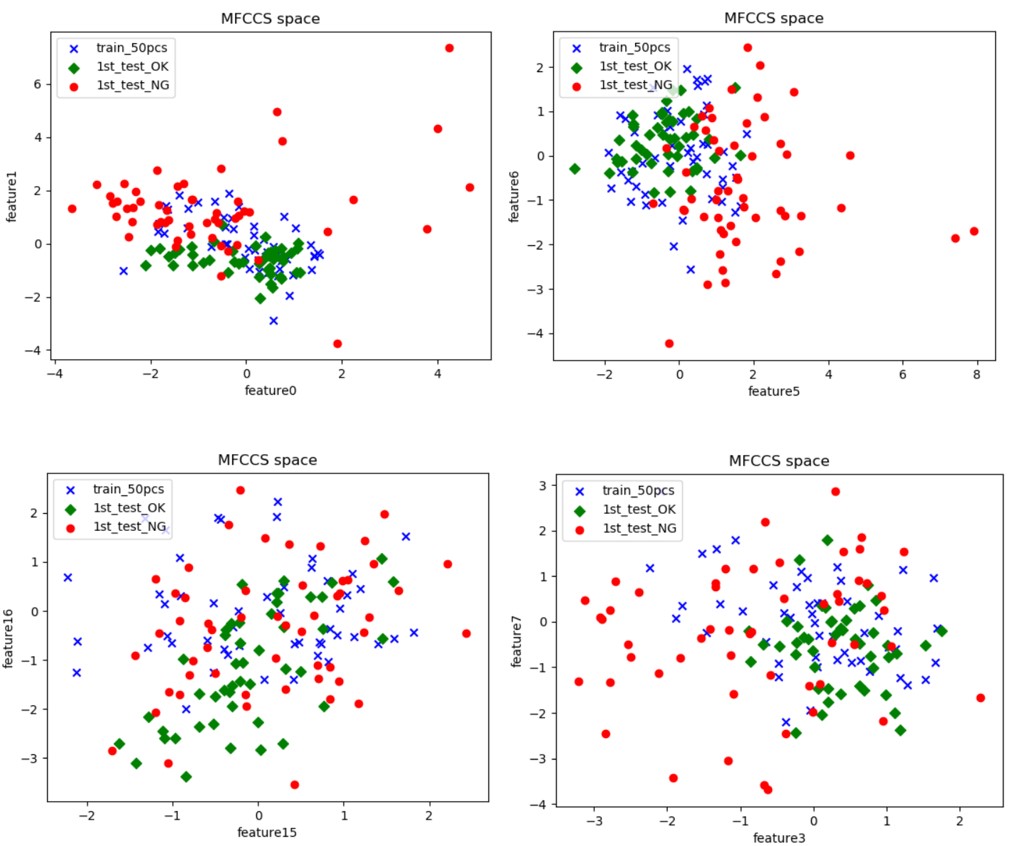 MFCCS space
train_50pcs
1st_test_OK
1st_test_NG
6
4
2
0
−2
−4
feature1
−4 −2 0 2 4
feature0
MFCCS space
train_50pcs
1st_test_OK
1st_test_NG
2
1
0
−1
−2
−3
−4
feature6
−2 0 2 4 6 8
feature5
MFCCS space
train_50pcs
1st_test_OK
1st_test_NG
2
1
0
−1
−2
−3
feature16
−2 −1 0 1 2
feature15
MFCCS space
train_50pcs
1st_test_OK
1st_test_NG
3
2
1
0
−1
−2
−3
−4
feature7
−3 −2 −1 0 1 2
feature3